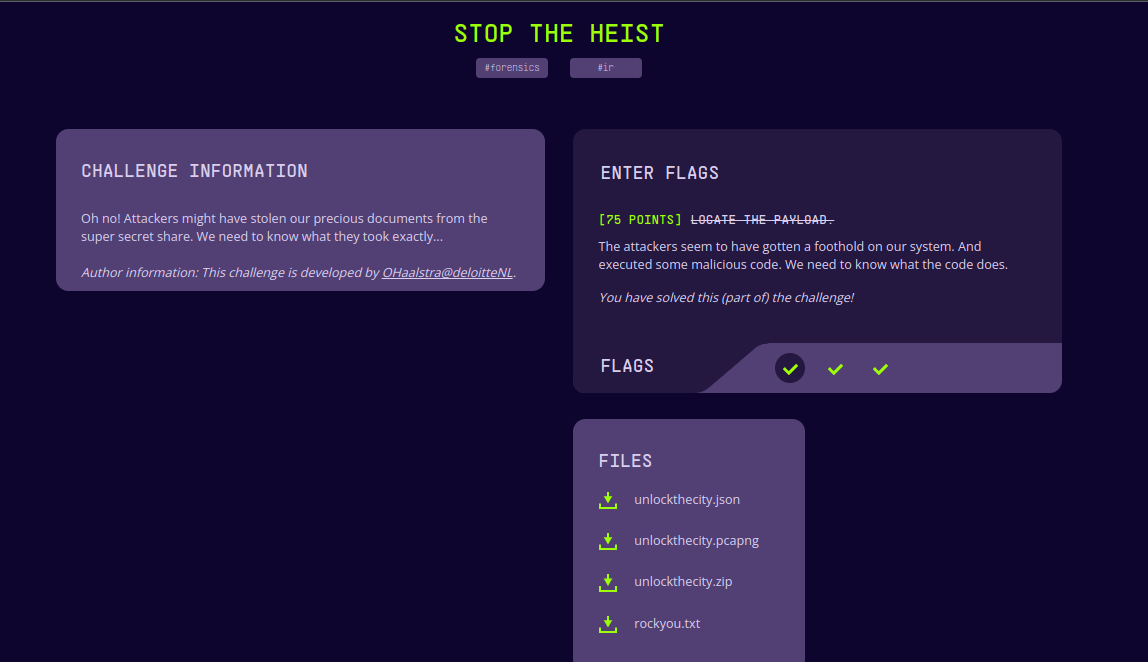 STOP THE HEIST
#forensics #ir
CHALLENGE INFORMATION
Oh no! Attackers might have stolen our precious documents from the
super secret share. We need to know what they took exactly...
Author information: This challenge is developed by OHaalstra@deloitteNL.
ENTER FLAGS
[75 POINTS] LOCATE THE PAYLOAD.
The attackers seem to have gotten a foothold on our system. And
executed some malicious code. We need to know what the code does.
You have solved this (part of) the challenge!
FLAGS
FILES
unlockthecity.json
unlockthecity.pcapng
unlockthecity.zip
rockyou.txt